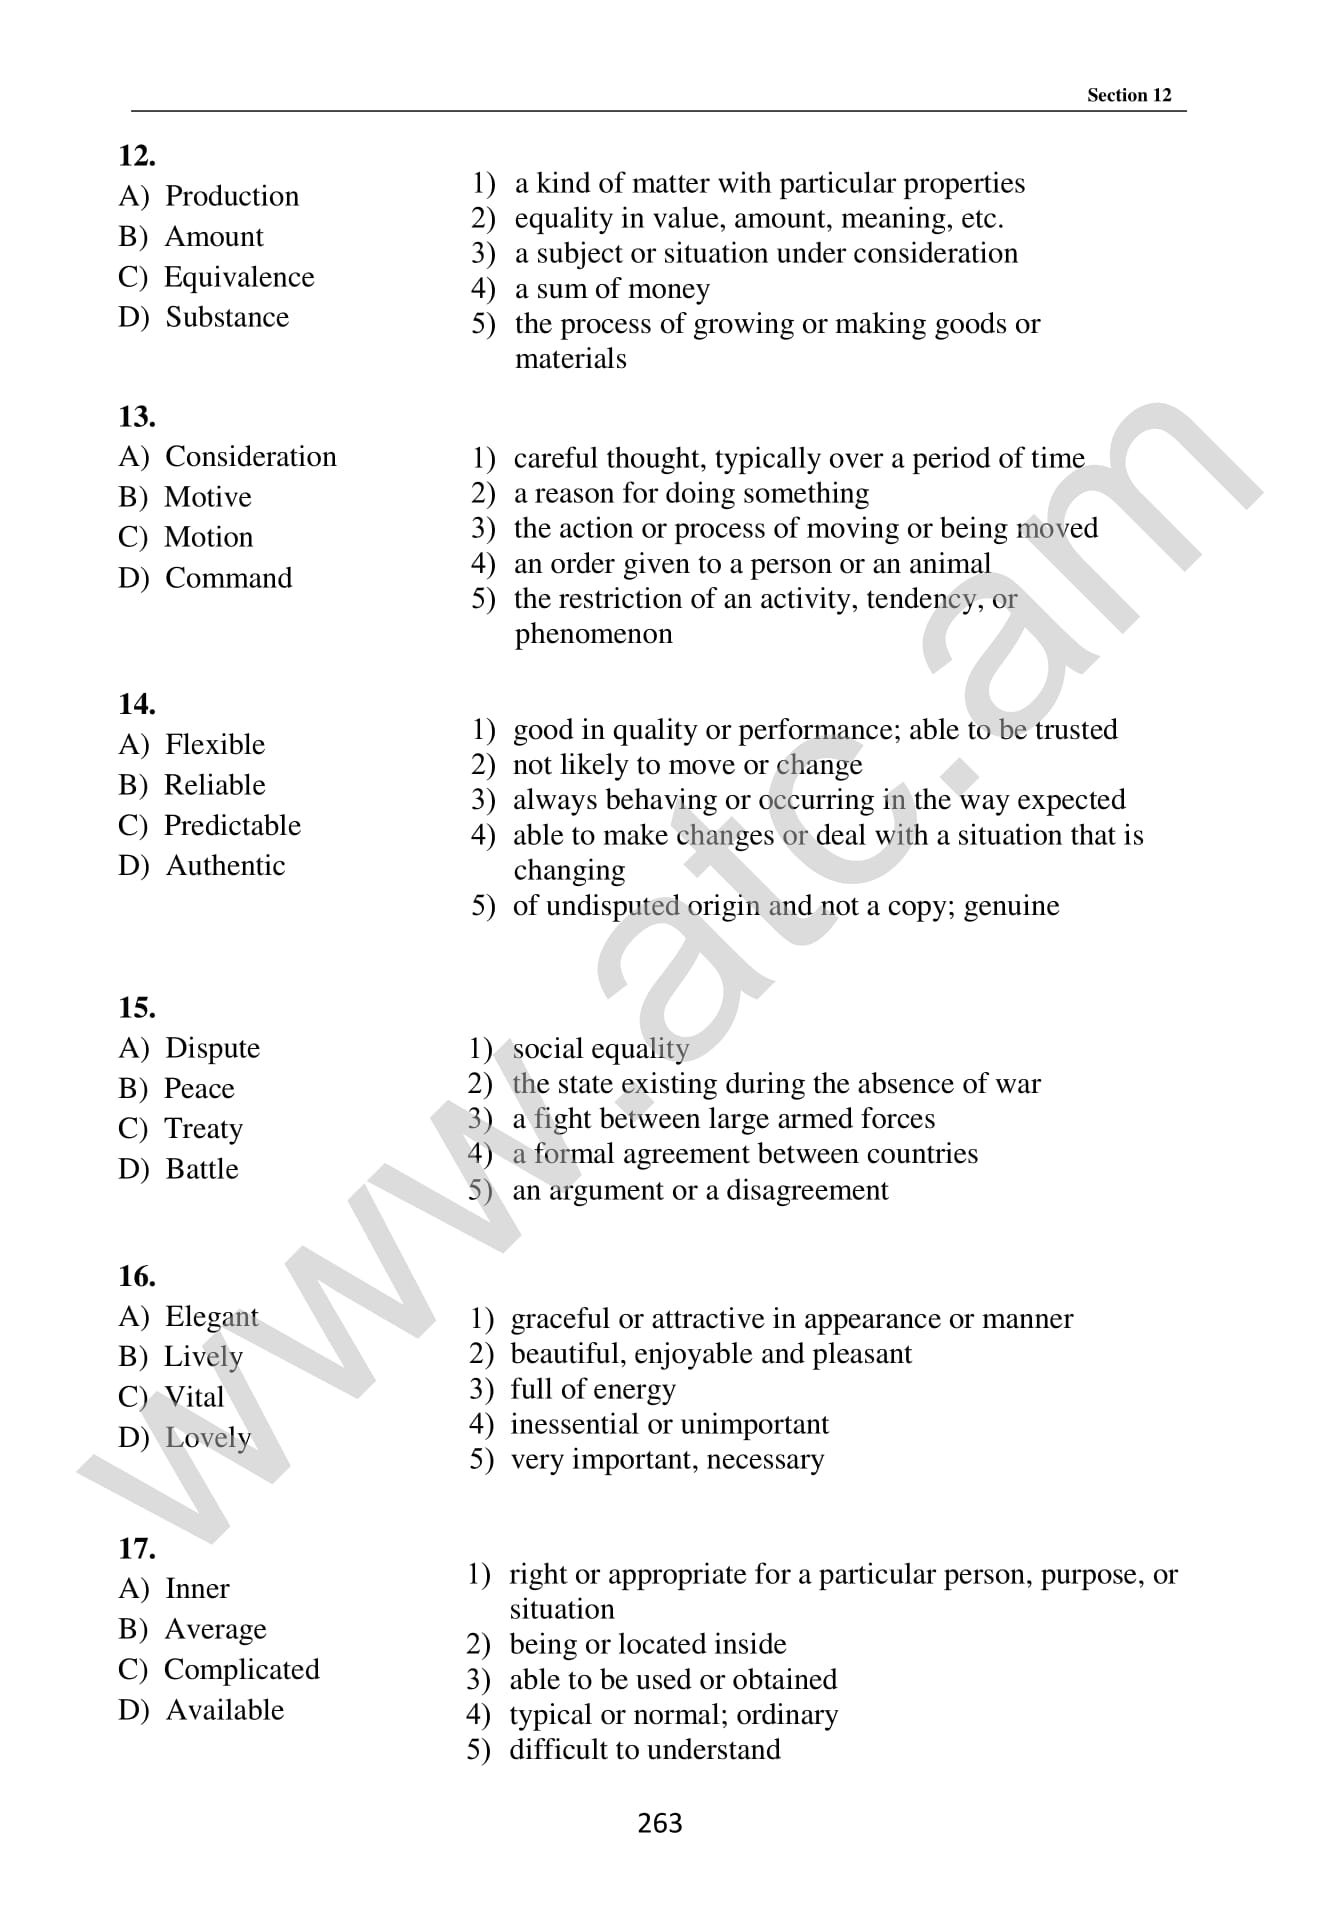 Section 12
12.
A) Production
B) Amount
C) Equivalence
D) Substance
1) a kind of matter with particular properties
2) equality in value, amount, meaning, etc.
3) a subject or situation under consideration
4) a sum of money
5) the process of growing or making goods or
materials
13.
A) Consideration
B) Motive
C) Motion
D) Command
1) careful thought, typically over a period of time
2) a reason for doing something
3) the action or process of moving or being moved
4) an order given to a person or an animal
5) the restriction of an activity, tendency, or
phenomenon
14.
A) Flexible
B) Reliable
C) Predictable
D) Authentic
1) good in quality or performance; able to be trusted
2) not likely to move or change
3) always behaving or occurring in the way expected
4) able to make changes or deal with a situation that is
changing
5) of undisputed origin and not a copy; genuine
15.
A) Dispute
B) Peace
C) Treaty
D) Battle
1) social equality
2) the state existing during the absence of war
3) a fight between large armed forces
4) a formal agreement between countries
5) an argument or a disagreement
16.
A) Elegant
B) Lively
C) Vital
D) Lovely
1) graceful or attractive in appearance or manner
2) beautiful, enjoyable and pleasant
3) full of energy
4) inessential or unimportant
5) very important, necessary
17.
A) Inner
B) Average
C) Complicated
D) Available
1) right or appropriate for a particular person, purpose, or
situation
2) being or located inside
3) able to be used or obtained
4) typical or normal; ordinary
5) difficult to understand
263
www.atc.am